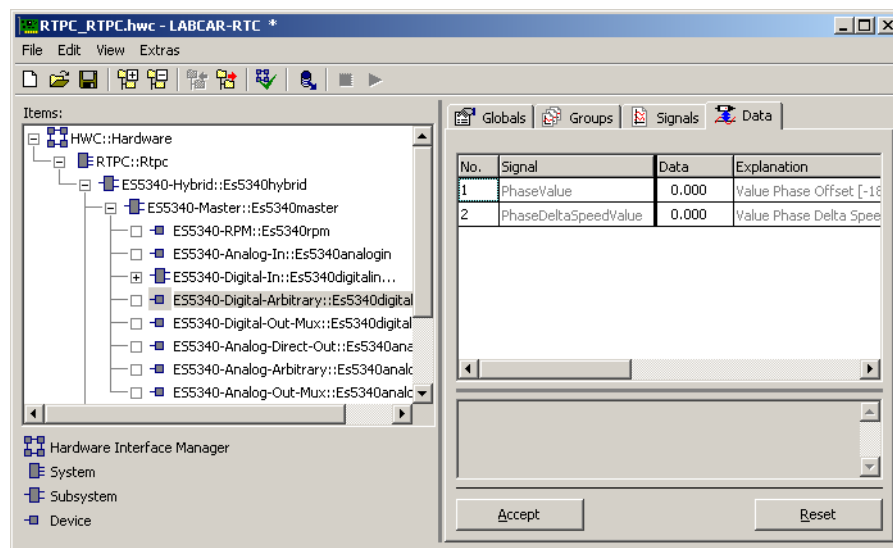 RTPC_RTPC.hwc - LABCAR-RTC *
File Edit View Extras
Items:
HWC::Hardware
RTPC::Rtpc
ES5340-Hybrid::Es5340hybrid
ES5340-Master::Es5340master
ES5340-RPM::Es5340rpm
ES5340-Analog-In::Es5340analogin
ES5340-Digital-In::Es5340digitalin...
ES5340-Digital-Arbitrary::Es5340digital
ES5340-Digital-Out-Mux::Es5340digital
ES5340-Analog-Direct-Out::Es5340ana
ES5340-Analog-Arbitrary::Es5340analo
ES5340-Analog-Out-Mux::Es5340analo
Hardware Interface Manager
System
Subsystem
Device
Globals Groups Signals Data
No. Signal Data Explanation
1 PhaseValue 0.000 Value Phase Offset [-18
2 PhaseDeltaSpeedValue 0.000 Value Phase Delta Spee
Accept Reset